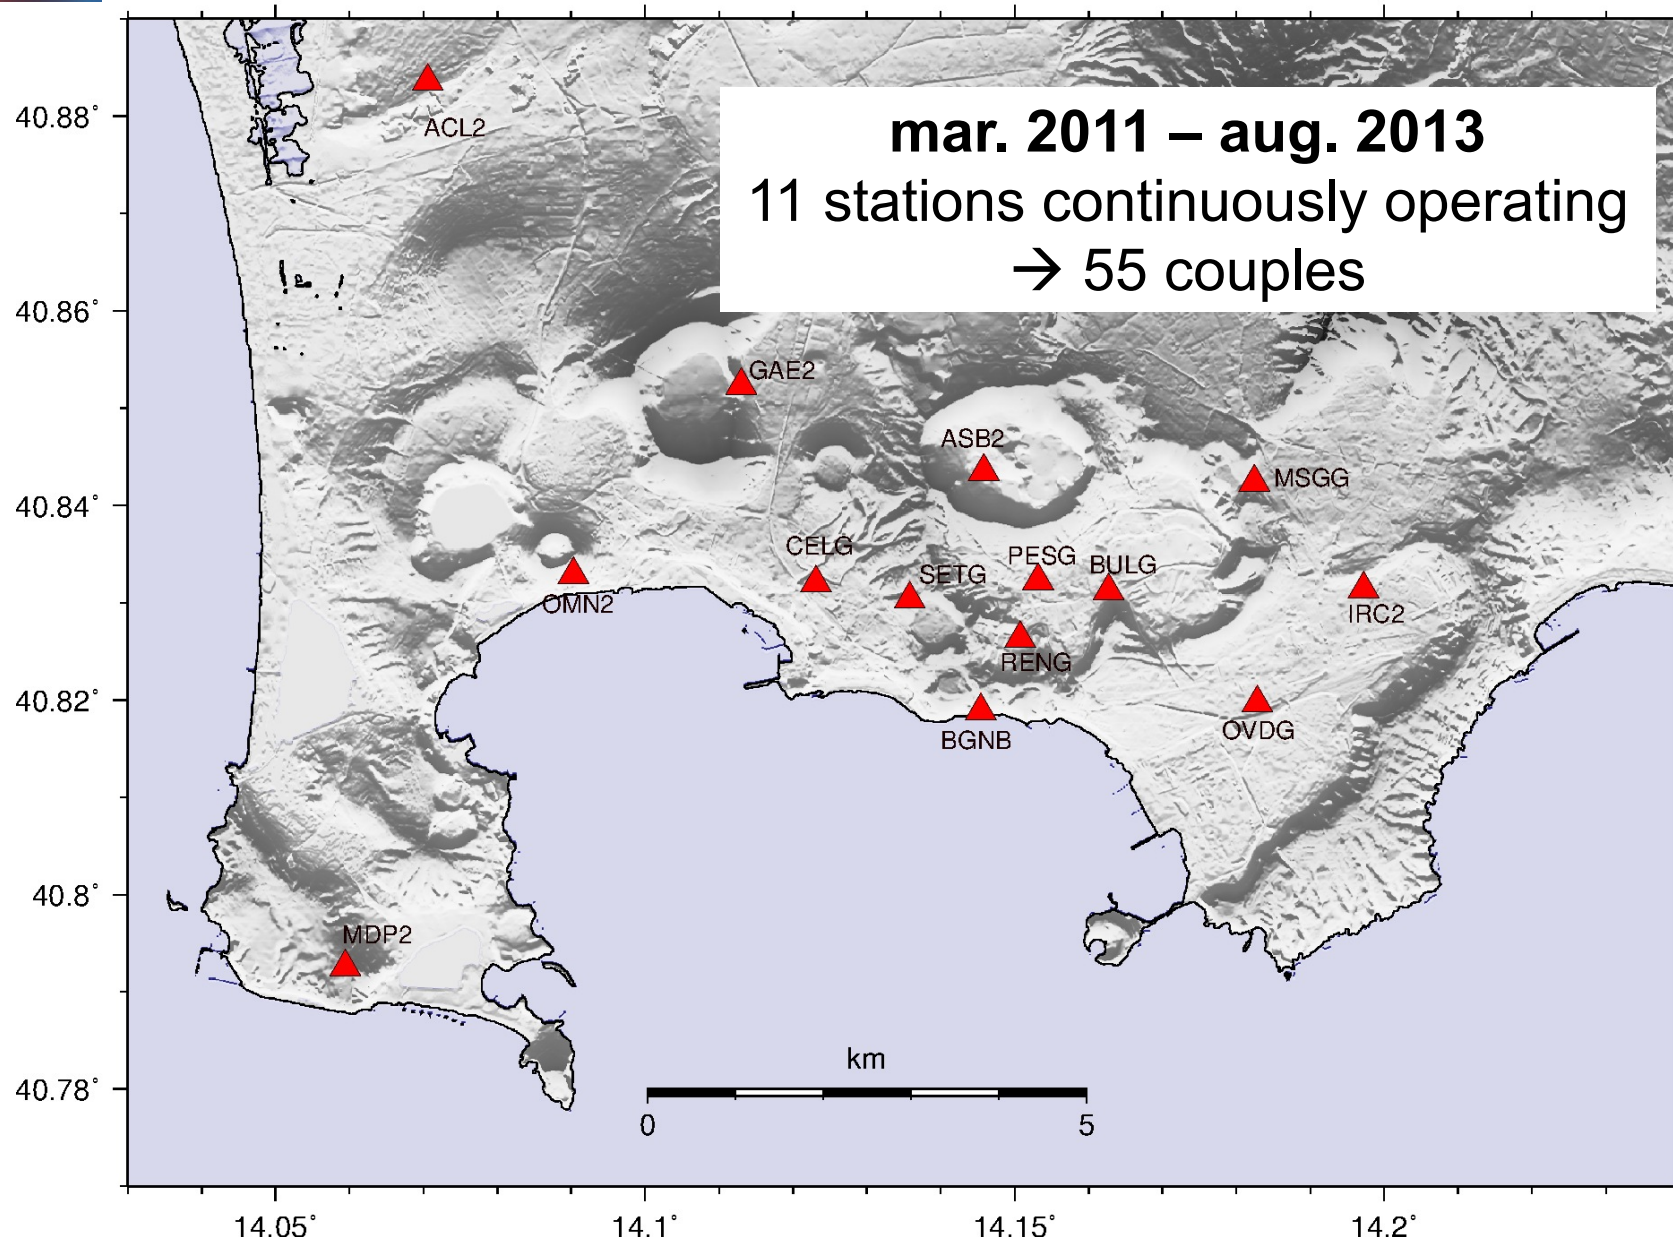 mar. 2011 – aug. 2013
11 stations continuously operating
→ 55 couples
40.88°
40.86°
40.84°
40.82°
40.8°
40.78°
ACL2
GAE2
ASB2
MSGG
CELG
PESG
BULG
SETG
OMN2
IRC2
RENG
OVDG
BGNB
MDP2
km
0
5
14.05°
14.1°
14.15°
14.2°